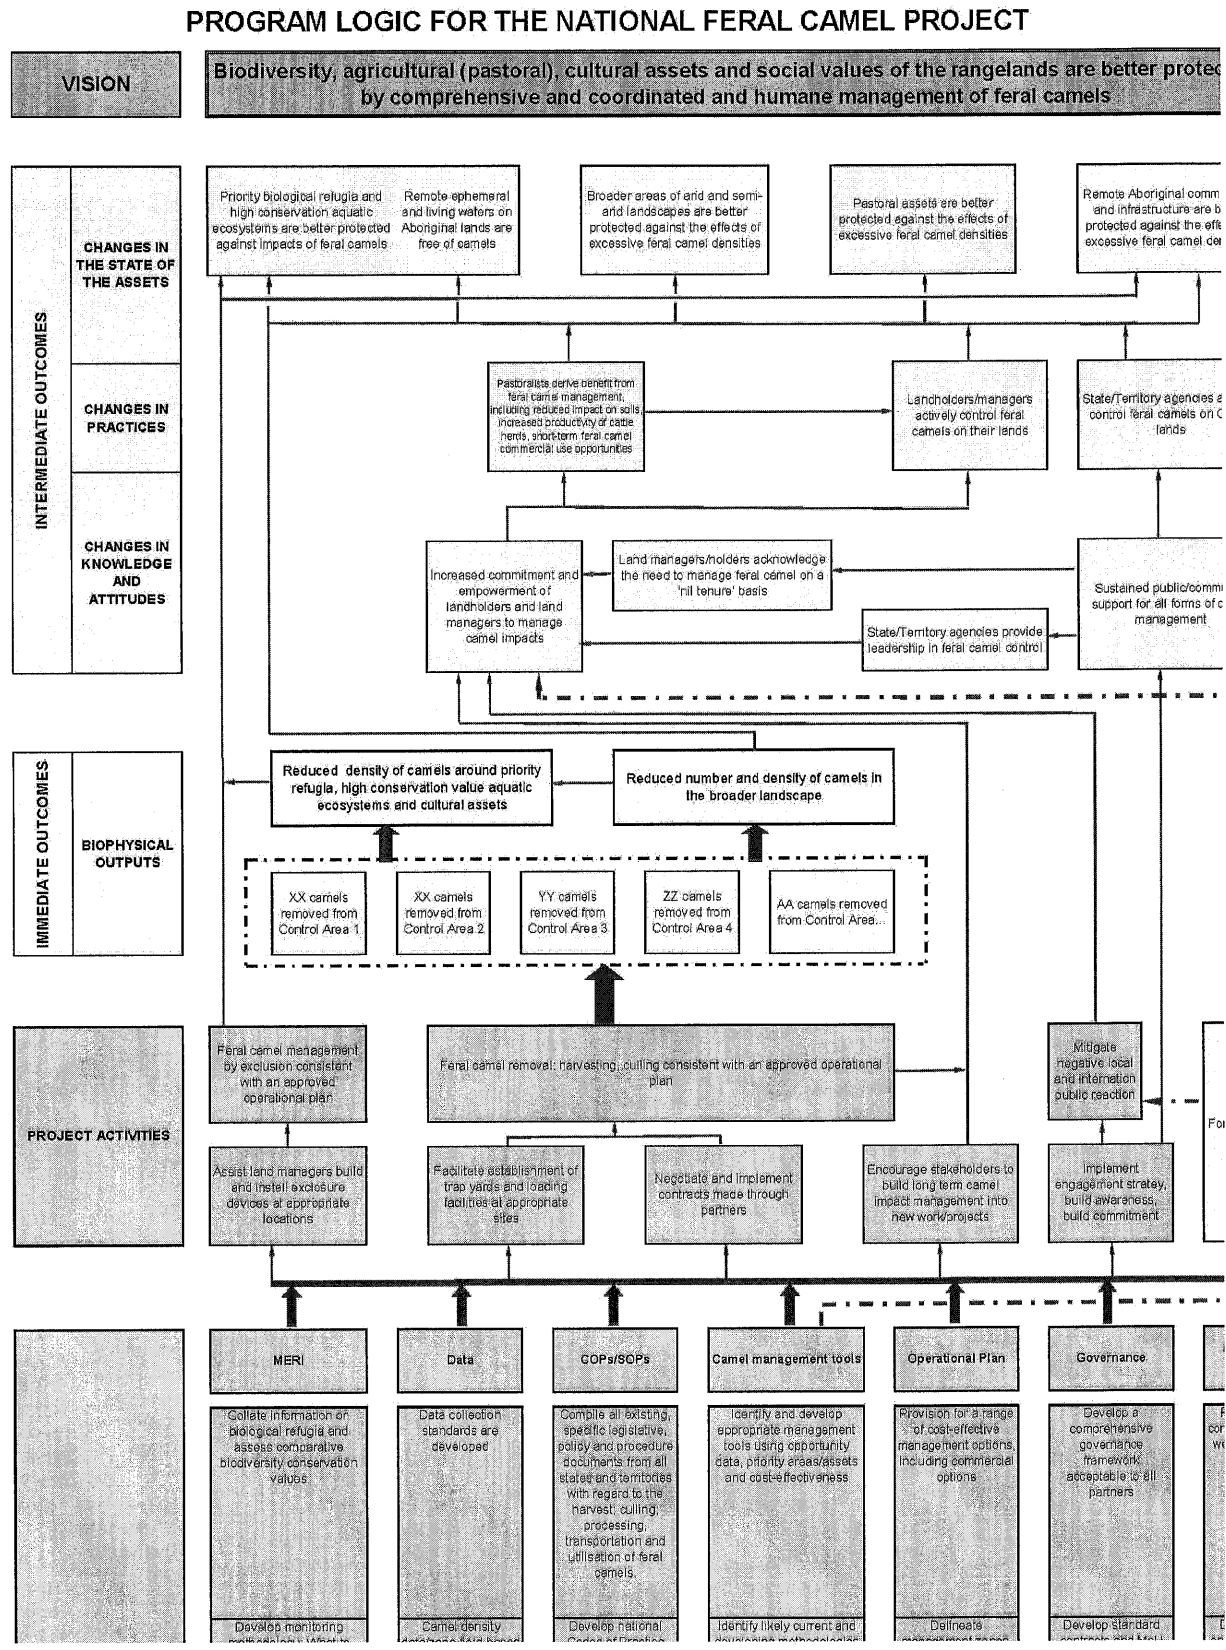 PROGRAM LOGIC FOR THE NATIONAL FERAL CAMEL PROJECT
VISION
Biodiversity, agricultural (pastoral), cultural assets and social values of the rangelands are better protec
by comprehensive and coordinated and humane management of feral camels
INTERMEDIATE OUTCOMES
CHANGES IN
THE STATE OF
THE ASSETS
Priority biological refugia and
high conservation aquatic
ecosystems are better protected
against impacts of feral camels
Remote ephemeral
and living waters on
Aboriginal lands are
free of camels
Broader areas of arid and semi-
arid landscapes are better
protected against the effects of
excessive feral camel densities
Pastoral assets are better
protected against the effects of
excessive feral camel densities
Remote Aboriginal comm
and infrastructure are b
protected against the effe
excessive feral camel den
CHANGES IN
PRACTICES
Pastoralists derive benefit from
feral camel management,
including reduced impact on soils,
increased productivity of cattle
herds, short-term feral camel
commercial use opportunities
Landholders/managers
actively control feral
camels on their lands
State/Territory agencies a
control feral camels on C
lands
CHANGES IN
KNOWLEDGE
AND
ATTITUDES
Increased commitment and
empowerment of
landholders and land
managers to manage
camel impacts
Land managers/holders acknowledge
the need to manage feral camel on a
'nil tenure' basis
State/Territory agencies provide
leadership in feral camel control
Sustained public/commu
support for all forms of c
management
IMMEDIATE OUTCOMES
BIOPHYSICAL
OUTPUTS
Reduced density of camels around priority
refugia, high conservation value aquatic
ecosystems and cultural assets
Reduced number and density of camels in
the broader landscape
XX camels
removed from
Control Area 1
XX camels
removed from
Control Area 2
YY camels
removed from
Control Area 3
ZZ camels
removed from
Control Area 4
AA camels removed
from Control Area...
PROJECT ACTIVITIES
Feral camel management
by exclusion consistent
with an approved
operational plan
Feral camel removal: harvesting, culling consistent with an approved operational
plan
Mitigate
negative local
and internation
public reaction
For
Assist land managers build
and install exclosure
devices at appropriate
locations
Facilitate establishment of
trap yards and loading
facilities at appropriate
sites
Negotiate and implement
contracts made through
partners
Encourage stakeholders to
build long term camel
impact management into
new work/projects
Implement
engagement stratey,
build awareness,
build commitment
MERI
Data
COPs/SOPs
Camel management tools
Operational Plan
Governance
Collate information on
biological refugia and
assess comparative
biodiversity conservation
values
Data collection
standards are
developed
Compile all existing,
specific legislative,
policy and procedure
documents from all
states and territories
with regard to the
harvest, culling,
processing,
transportation and
utilisation of feral
camels.
Identify and develop
appropriate management
tools using opportunity
data, priority areas/assets
and cost-effectiveness
Provision for a range
of cost-effective
management options,
including commercial
options
Develop a
comprehensive
governance
framework
acceptable to all
partners
Develop monitoring
Camel density
Develop national
Identify likely current and
Delineate
Develop standard